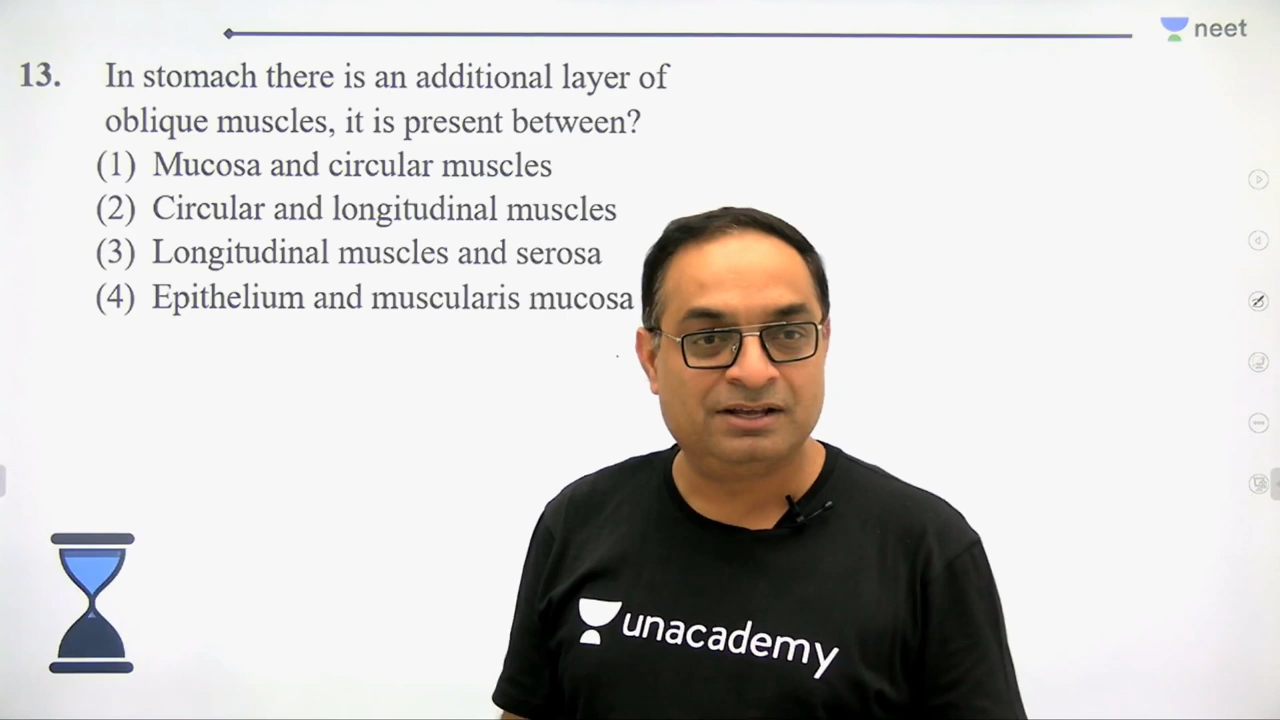 neet
13. In stomach there is an additional layer of
oblique muscles, it is present between?
(1) Mucosa and circular muscles
(2) Circular and longitudinal muscles
(3) Longitudinal muscles and serosa
(4) Epithelium and muscularis mucosa
unacademy